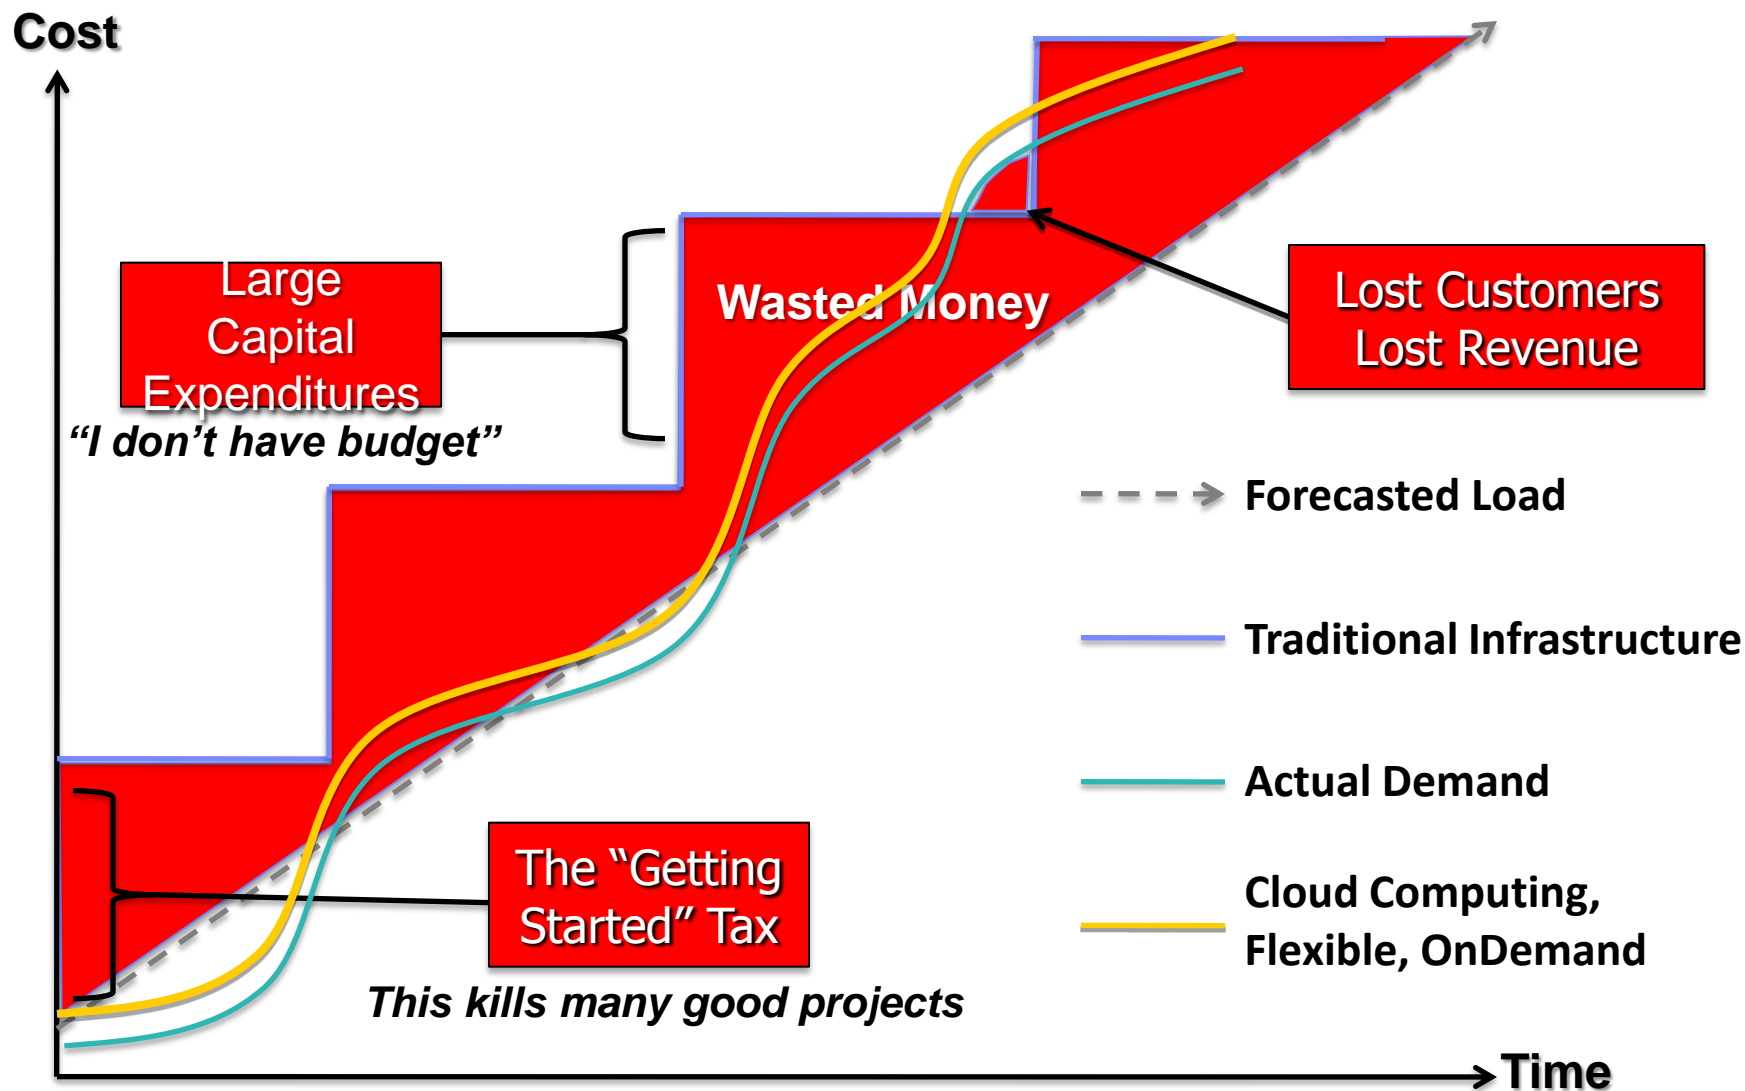 Cost
Large
Capital
Expenditures
“I don’t have budget”
Wasted Money
Lost Customers
Lost Revenue
Forecasted Load
Traditional Infrastructure
Actual Demand
Cloud Computing,
Flexible, OnDemand
The “Getting
Started” Tax
This kills many good projects
Time